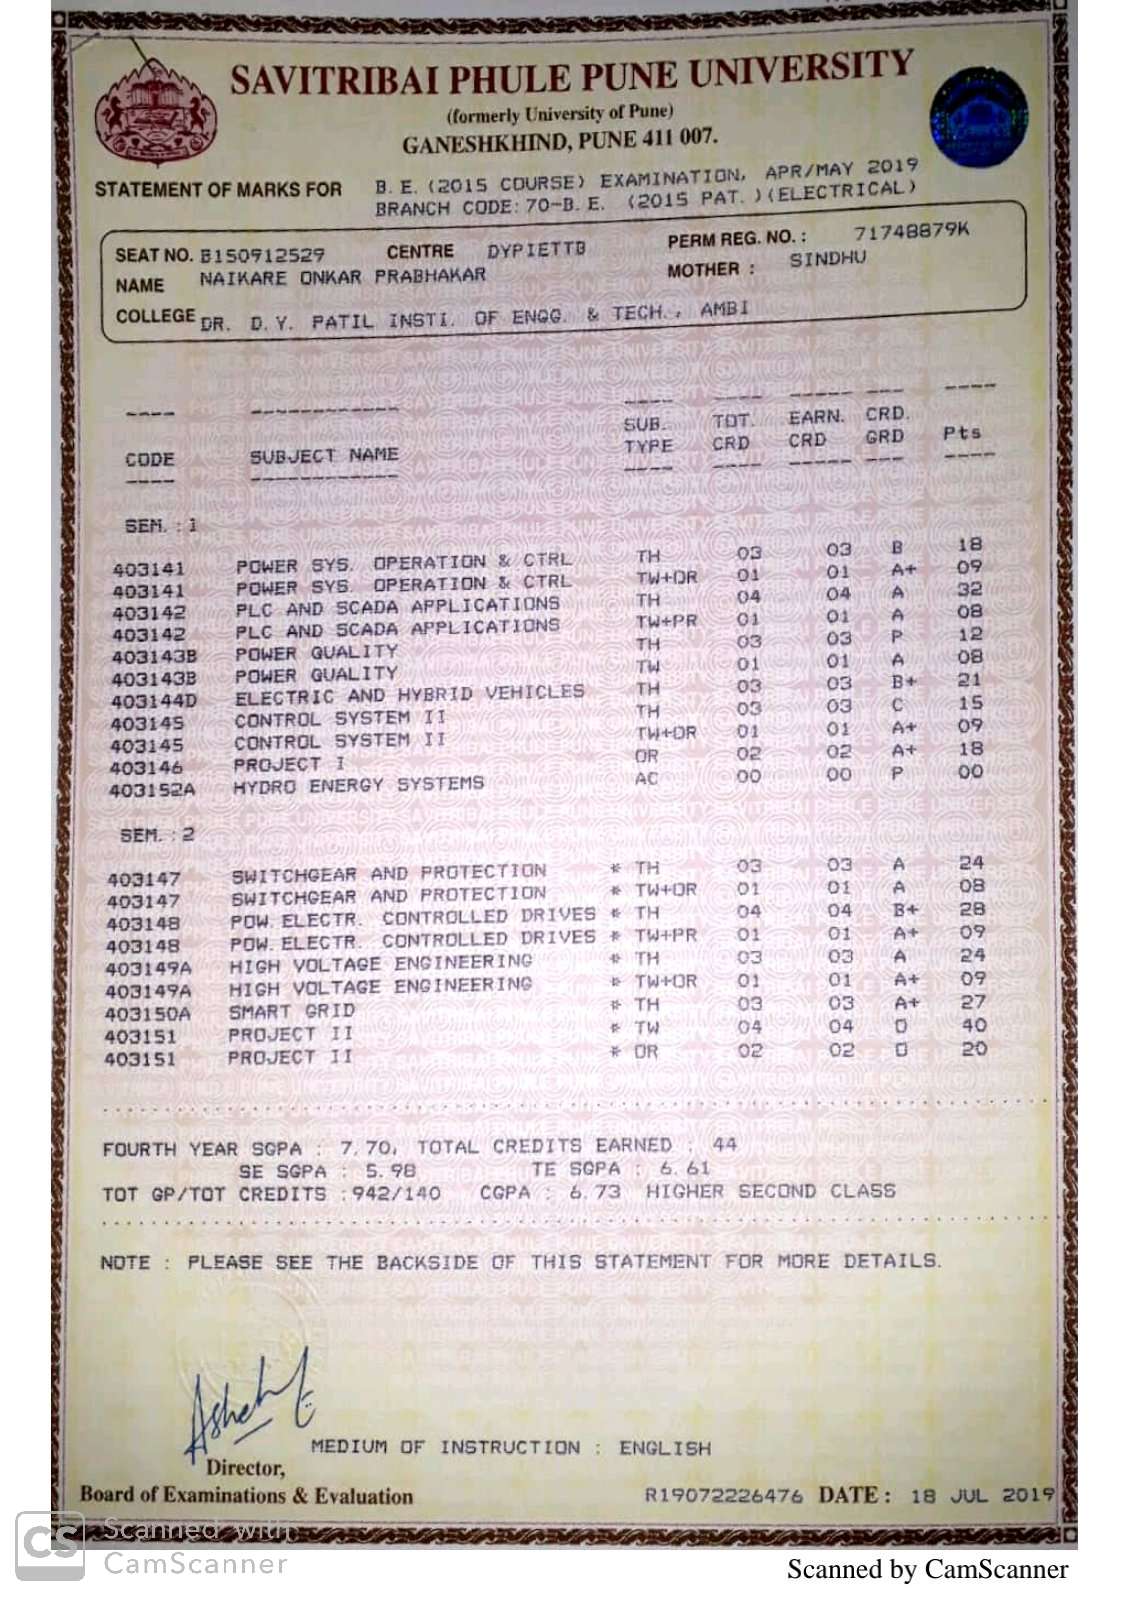 SAVITRIBAI PHULE PUNE UNIVERSITY
(formerly University of Pune)
GANESHKHIND, PUNE 411 007.
STATEMENT OF MARKS FOR B.E.(2015 COURSE) EXAMINATION, APR/MAY 2019
BRANCH CODE:70-B.E. (2015 PAT.)(ELECTRICAL)
SEAT NO. B150912529 CENTRE DYPIETTB PERM REG. NO. : 71748879K
NAME NAIKARE ONKAR PRABHAKAR MOTHER : SINDHU
COLLEGE DR. D.Y. PATIL INSTI. OF ENGG. & TECH., AMBI
---- ------------ ---- ---- ----- --- ----
CODE SUBJECT NAME SUB. TYPE TOT. CRD EARN. CRD CRD. GRD Pts
---- ------------ ---- ---- ----- --- ----
SEM. : 1
403141 POWER SYS. OPERATION & CTRL TH 03 03 B 18
403141 POWER SYS. OPERATION & CTRL TW+OR 01 01 A+ 09
403142 PLC AND SCADA APPLICATIONS TH 04 04 A 32
403142 PLC AND SCADA APPLICATIONS TW+PR 01 01 A 08
403143B POWER QUALITY TH 03 03 P 12
403143B POWER QUALITY TW 01 01 A 08
403144D ELECTRIC AND HYBRID VEHICLES TH 03 03 B+ 21
403145 CONTROL SYSTEM II TH 03 03 C 15
403145 CONTROL SYSTEM II TW+OR 01 01 A+ 09
403146 PROJECT I OR 02 02 A+ 18
403152A HYDRO ENERGY SYSTEMS AC 00 00 P 00
SEM. : 2
403147 SWITCHGEAR AND PROTECTION * TH 03 03 A 24
403147 SWITCHGEAR AND PROTECTION * TW+OR 01 01 A 08
403148 POW. ELECTR. CONTROLLED DRIVES * TH 04 04 B+ 28
403148 POW. ELECTR. CONTROLLED DRIVES * TW+PR 01 01 A+ 09
403149A HIGH VOLTAGE ENGINEERING * TH 03 03 A 24
403149A HIGH VOLTAGE ENGINEERING * TW+OR 01 01 A+ 09
403150A SMART GRID * TH 03 03 A+ 27
403151 PROJECT II * TW 04 04 O 40
403151 PROJECT II * OR 02 02 O 20
FOURTH YEAR SGPA : 7.70, TOTAL CREDITS EARNED : 44
SE SGPA : 5.98 TE SGPA : 6.61
TOT GP/TOT CREDITS :942/140 CGPA : 6.73 HIGHER SECOND CLASS
NOTE : PLEASE SEE THE BACKSIDE OF THIS STATEMENT FOR MORE DETAILS.
MEDIUM OF INSTRUCTION : ENGLISH
Director,
Board of Examinations & Evaluation R19072226476 DATE : 18 JUL 2019
CS Scanned with
CamScanner
Scanned by CamScanner